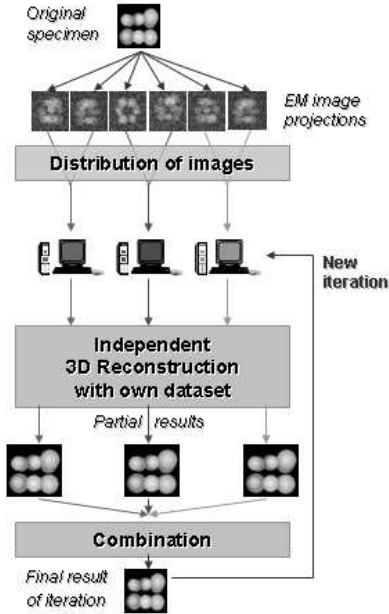 Original
specimen
EM image
projections
Distribution of images
New
iteration
Independent
3D Reconstruction
with own dataset
Partial results
Combination
Final result
of iteration